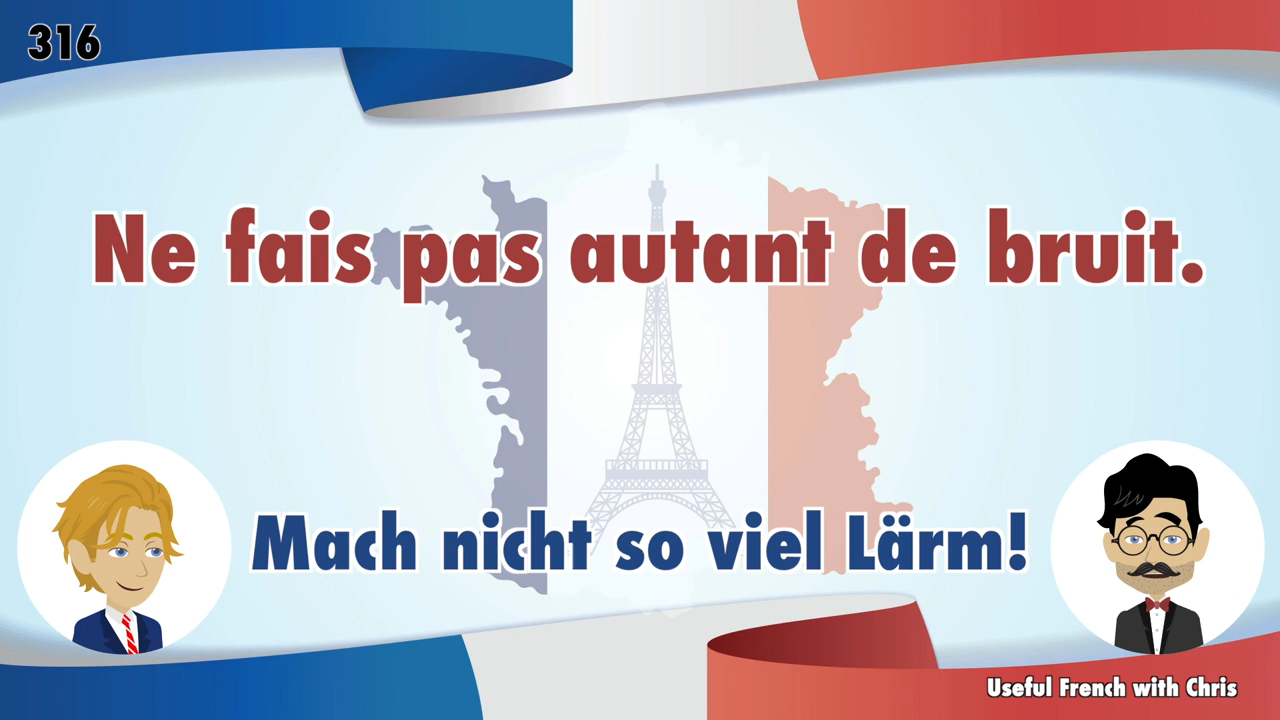 316
Ne fais pas autant de bruit.
Mach nicht so viel Lärm!
Useful French with Chris